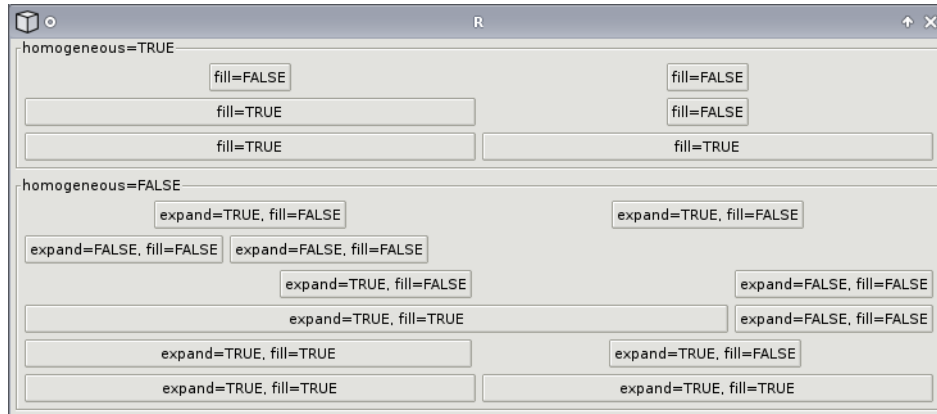 R
homogeneous=TRUE
fill=FALSE fill=FALSE
fill=TRUE fill=FALSE
fill=TRUE fill=TRUE
homogeneous=FALSE
expand=TRUE, fill=FALSE expand=TRUE, fill=FALSE
expand=FALSE, fill=FALSE expand=FALSE, fill=FALSE
expand=TRUE, fill=FALSE expand=FALSE, fill=FALSE
expand=TRUE, fill=TRUE expand=FALSE, fill=FALSE
expand=TRUE, fill=TRUE expand=TRUE, fill=FALSE
expand=TRUE, fill=TRUE expand=TRUE, fill=TRUE